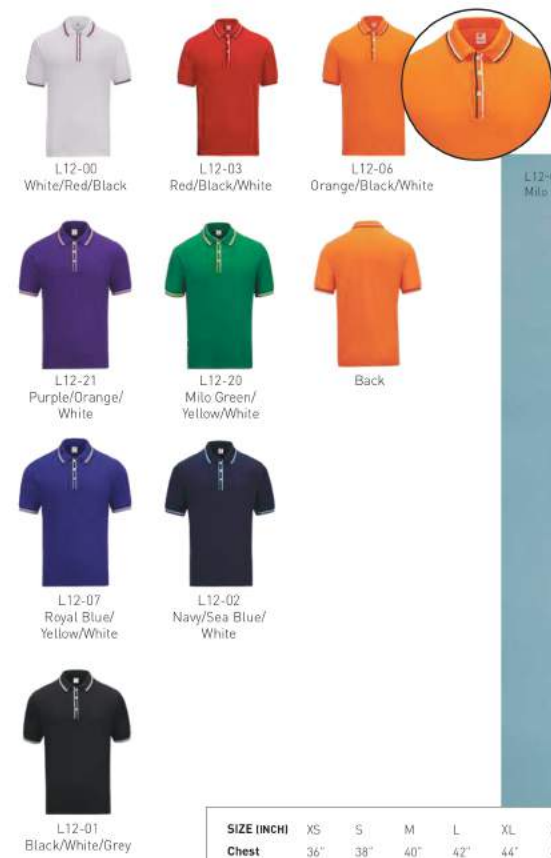 L12-00
White/Red/Black
L12-03
Red/Black/White
L12-06
Orange/Black/White
Milo
L12-21
Purple/Orange/
White
L12-20
Milo Green/
Yellow/White
Back
L12-07
Royal Blue/
Yellow/White
L12-02
Navy/Sea Blue/
White
L12-01
Black/White/Grey
SIZE (INCH) XS S M L XL
Chest 36" 38" 40" 42" 44"